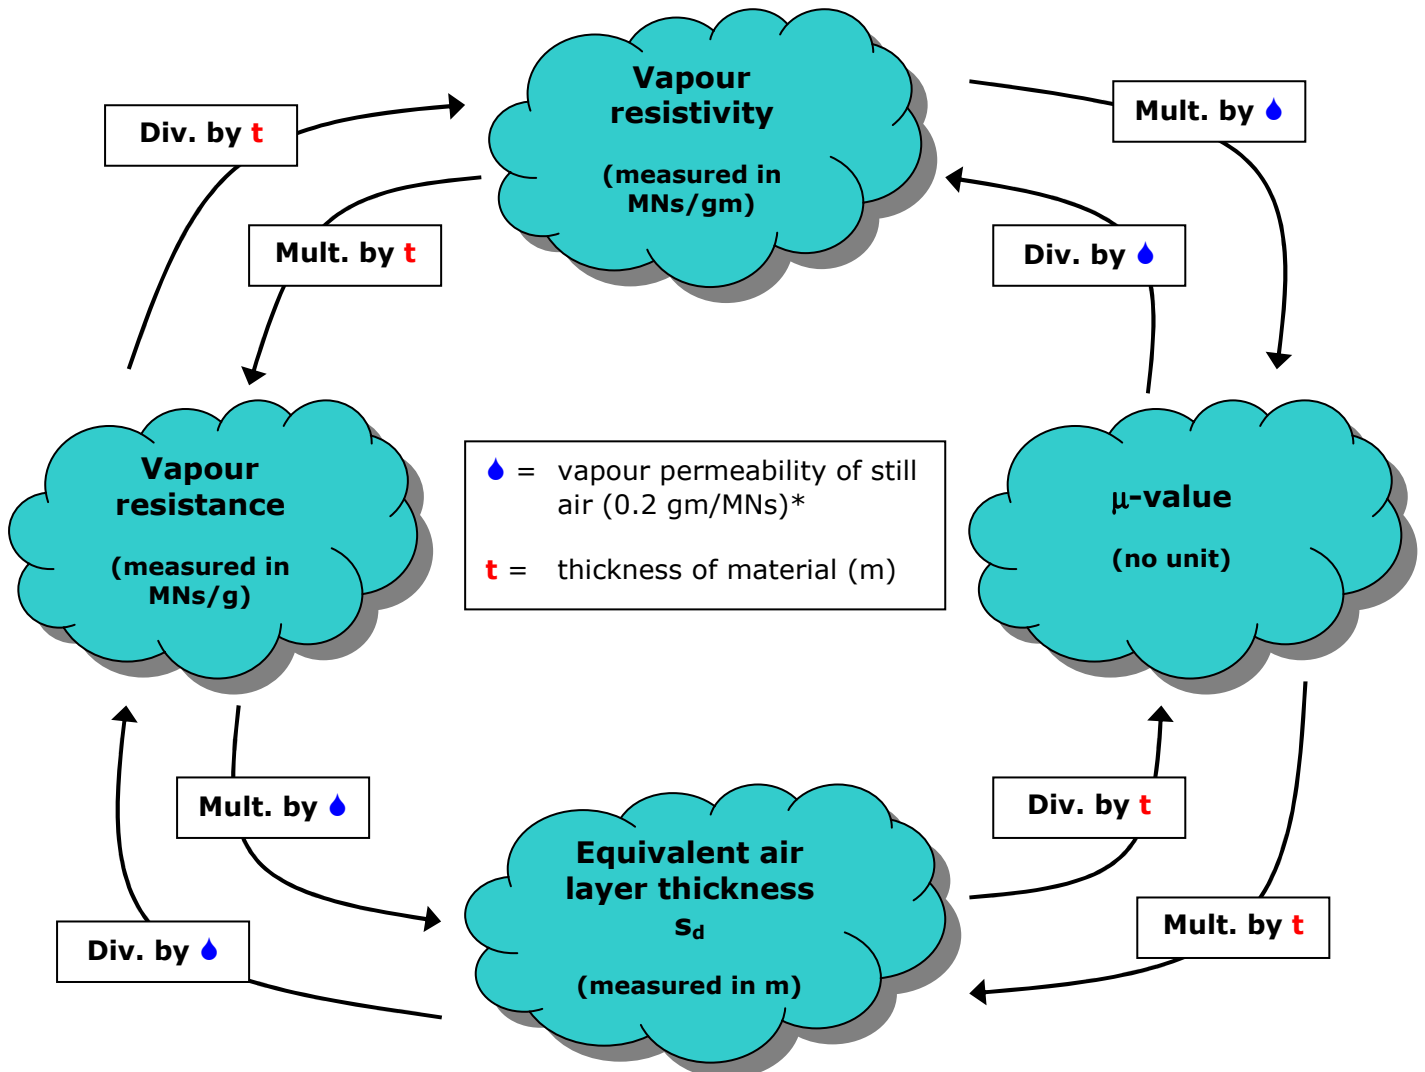 Vapour
resistivity
(measured in
MNs/gm)
Div. by t
Mult. by
Mult. by t
Div. by
Vapour
resistance
(measured in
MNs/g)
= vapour permeability of still
air (0.2 gm/MNs)*
t = thickness of material (m)
μ-value
(no unit)
Mult. by
Div. by t
Equivalent air
layer thickness
sd
(measured in m)
Div. by
Mult. by t